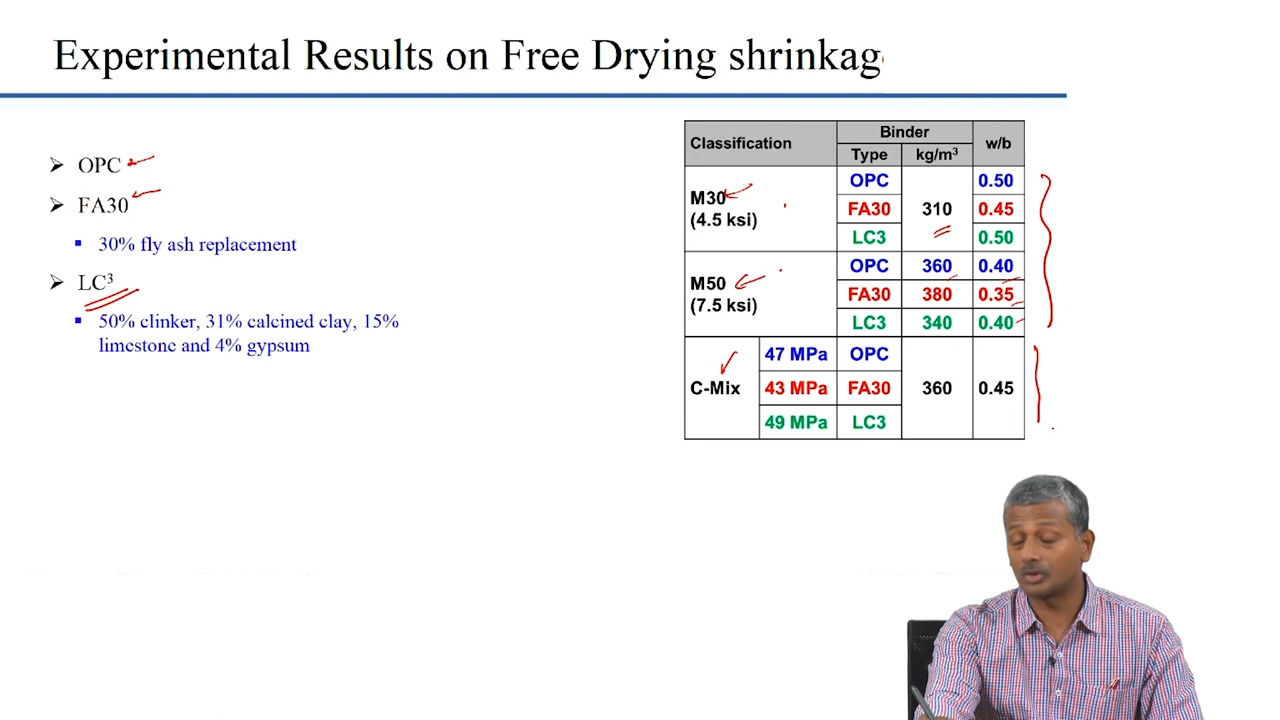 Experimental Results on Free Drying shrinkag
➢ OPC
➢ FA30
▪ 30% fly ash replacement
➢ LC³
▪ 50% clinker, 31% calcined clay, 15%
limestone and 4% gypsum
Classification Binder w/b
Type kg/m³
M30 (4.5 ksi) OPC 310 0.50
FA30 0.45
LC3 0.50
M50 (7.5 ksi) OPC 360 0.40
FA30 380 0.35
LC3 340 0.40
C-Mix 47 MPa OPC 360 0.45
43 MPa FA30
49 MPa LC3